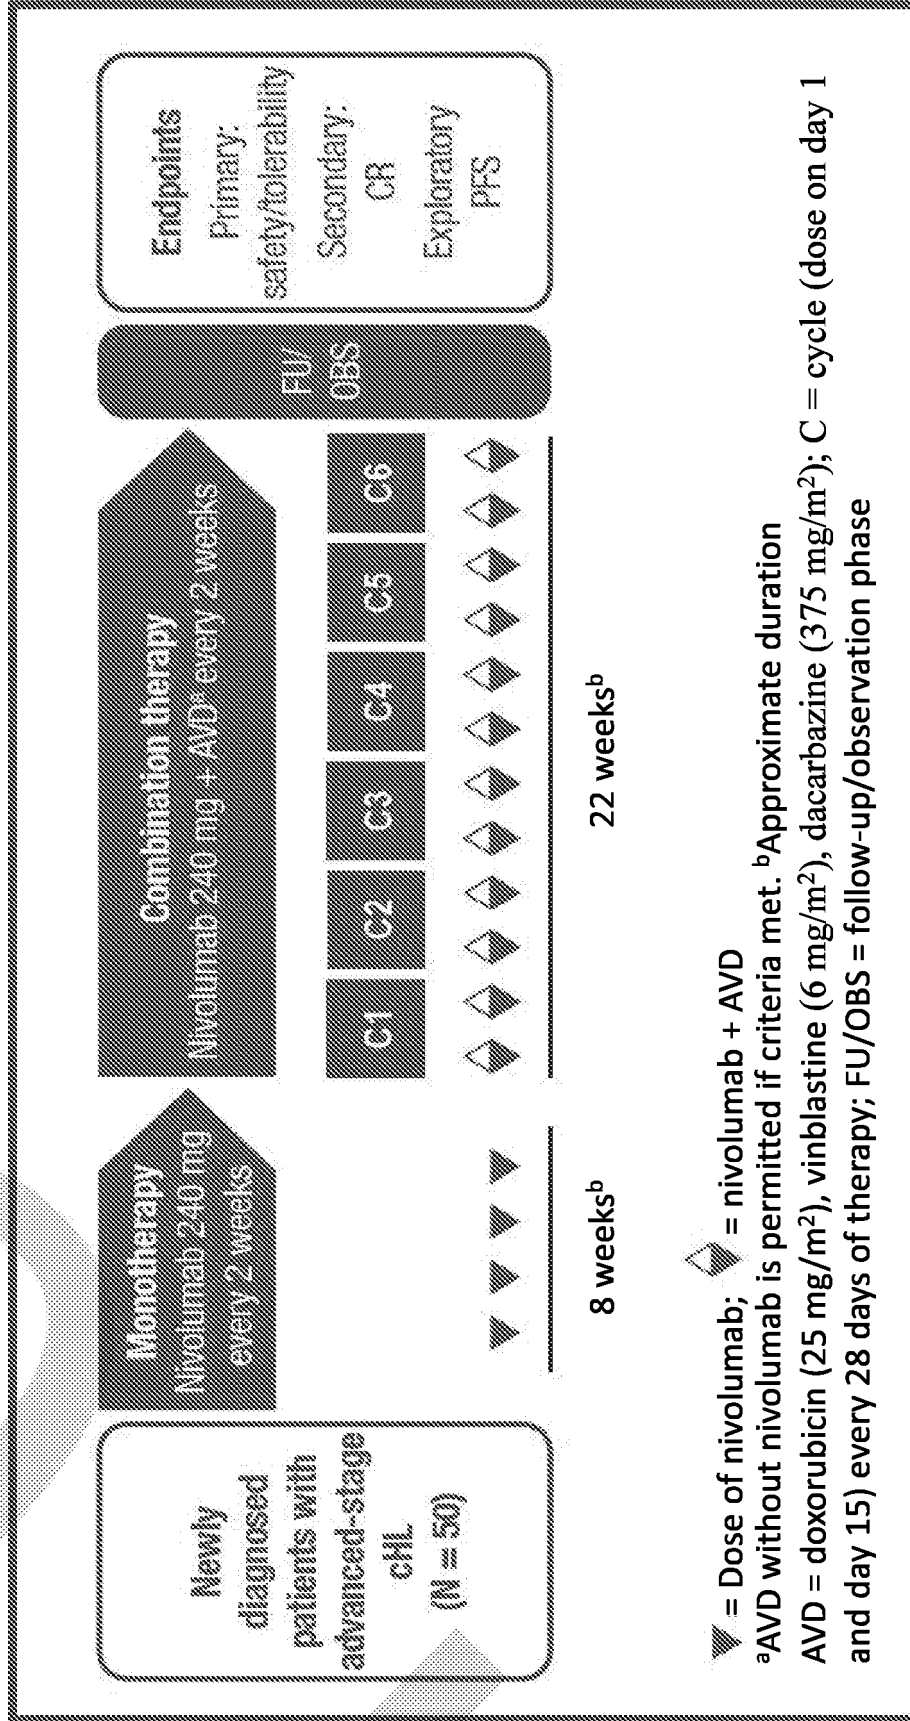 Newly
diagnosed
patients with
advanced-stage
cHL
(N = 50)
Monotherapy
Nivolumab 240 mg
every 2 weeks
8 weeksᵇ
Combination therapy
Nivolumab 240 mg + AVDᵃ every 2 weeks
C1 C2 C3 C4 C5 C6
22 weeksᵇ
FU/
OBS
Endpoints
Primary:
safety/tolerability
Secondary:
CR
Exploratory
PFS
▼ = Dose of nivolumab; = nivolumab + AVD
ᵃAVD without nivolumab is permitted if criteria met. ᵇApproximate duration
AVD = doxorubicin (25 mg/m²), vinblastine (6 mg/m²), dacarbazine (375 mg/m²); C = cycle (dose on day 1
and day 15) every 28 days of therapy; FU/OBS = follow-up/observation phase